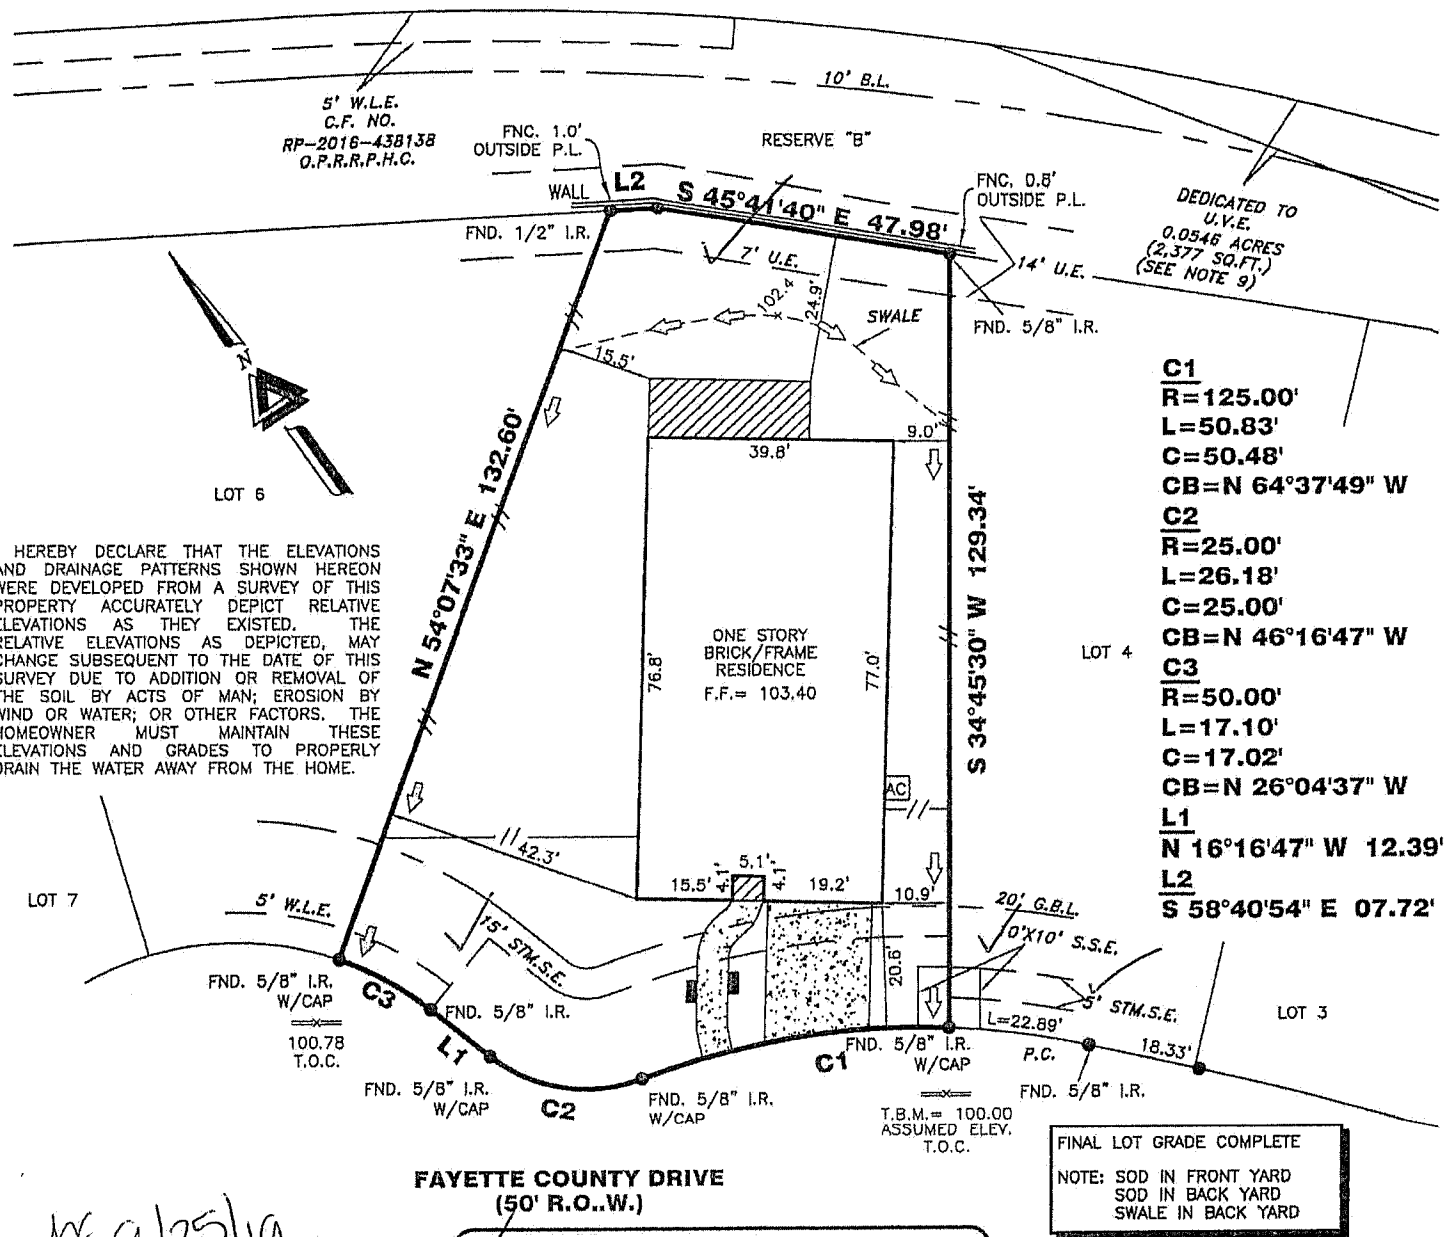 10' B.L.
5' W.L.E.
C.F. NO.
RP-2016-438138
O.P.R.R.P.H.C.
FNC. 1.0'
OUTSIDE P.L.
RESERVE "B"
WALL
L2
S 45°41'40" E 47.98'
FNC. 0.8'
OUTSIDE P.L.
DEDICATED TO
U.V.E.
0.0546 ACRES
(2,377 SQ.FT.)
(SEE NOTE 9)
FND. 1/2" I.R.
7' U.E.
14' U.E.
102.4
24.9'
SWALE
FND. 5/8" I.R.
15.5'
N
9.0'
39.8'
LOT 6
N 54°07'33" E 132.60'
S 34°45'30" W 129.34'
C1
R=125.00'
L=50.83'
C=50.48'
CB=N 64°37'49" W
C2
R=25.00'
L=26.18'
C=25.00'
CB=N 46°16'47" W
C3
R=50.00'
L=17.10'
C=17.02'
CB=N 26°04'37" W
L1
N 16°16'47" W 12.39'
L2
S 58°40'54" E 07.72'
HEREBY DECLARE THAT THE ELEVATIONS
AND DRAINAGE PATTERNS SHOWN HEREON
WERE DEVELOPED FROM A SURVEY OF THIS
PROPERTY ACCURATELY DEPICT RELATIVE
ELEVATIONS AS THEY EXISTED. THE
RELATIVE ELEVATIONS AS DEPICTED, MAY
CHANGE SUBSEQUENT TO THE DATE OF THIS
SURVEY DUE TO ADDITION OR REMOVAL OF
THE SOIL BY ACTS OF MAN; EROSION BY
WIND OR WATER; OR OTHER FACTORS. THE
HOMEOWNER MUST MAINTAIN THESE
ELEVATIONS AND GRADES TO PROPERLY
DRAIN THE WATER AWAY FROM THE HOME.
ONE STORY
BRICK/FRAME
RESIDENCE
F.F.= 103.40
76.8'
77.0'
LOT 4
AC
42.3'
5.1'
15.5'
4.1'
4.1'
19.2'
10.9'
LOT 7
5' W.L.E.
15' STM.S.E.
20' G.B.L.
10'X10' S.S.E.
20.6'
5' STM.S.E.
LOT 3
FND. 5/8" I.R.
W/CAP
100.78
T.O.C.
C3
FND. 5/8" I.R.
L1
FND. 5/8" I.R.
W/CAP
C2
FND. 5/8" I.R.
W/CAP
C1
FND. 5/8" I.R.
W/CAP
L=22.89'
P.C.
18.33'
FND. 5/8" I.R.
T.B.M.= 100.00
ASSUMED ELEV.
T.O.C.
FAYETTE COUNTY DRIVE
(50' R.O..W.)
FINAL LOT GRADE COMPLETE
NOTE: SOD IN FRONT YARD
SOD IN BACK YARD
SWALE IN BACK YARD